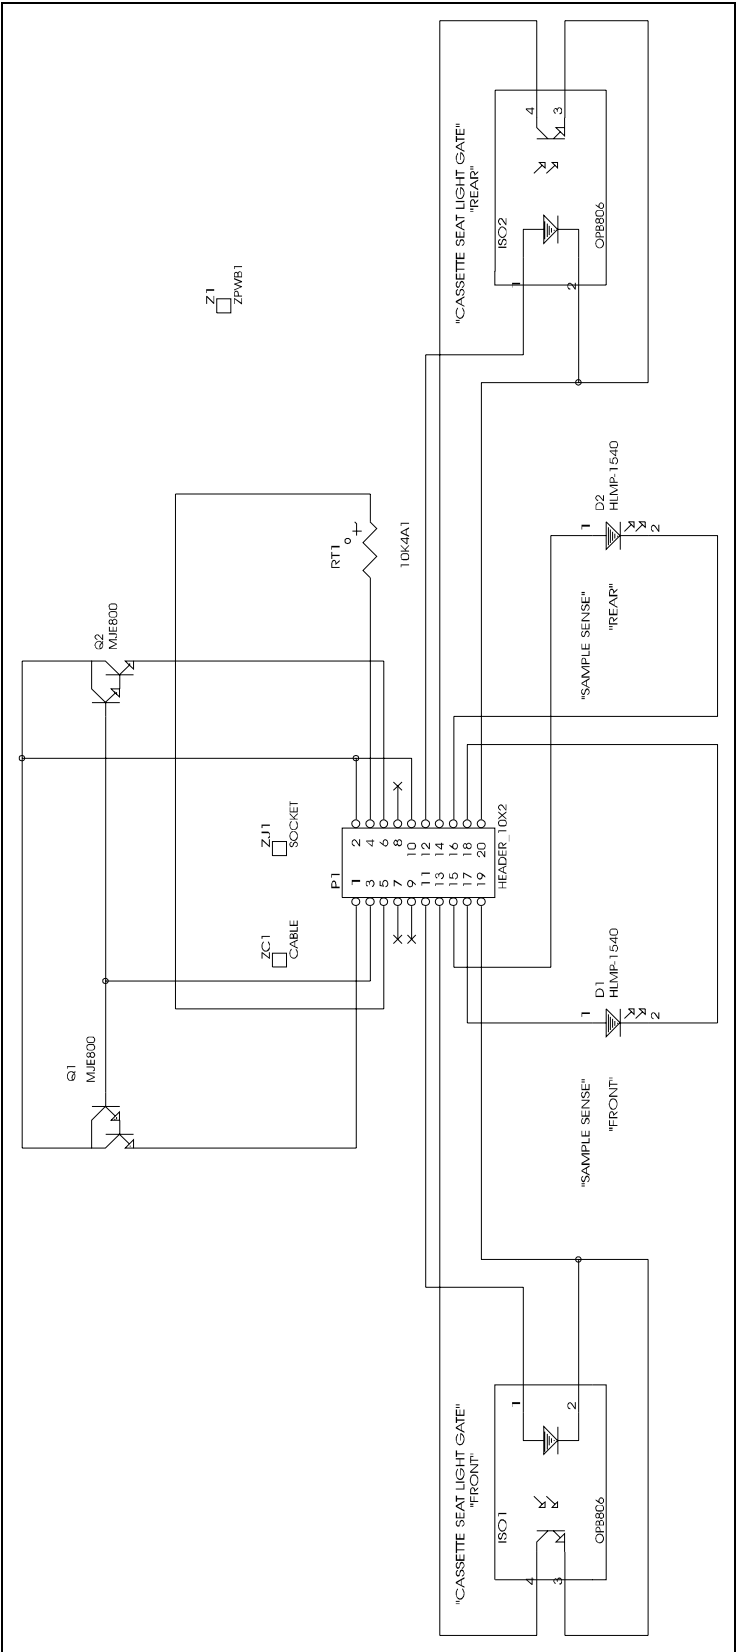 4
3
"CASSETTE SEAT LIGHT GATE"
"REAR"
ISO2
OPB806
1
2
Z1
ZPWB1
D2
HLMP-1540
1
2
RT1
+
10K4A1
"SAMPLE SENSE"
"REAR"
Q2
MJE800
ZJ1
SOCKET
2
4
6
8
10
12
14
16
18
20
P1
HEADER_10X2
1
3
5
7
9
11
13
15
17
19
ZC1
CABLE
D1
HLMP-1540
1
2
Q1
MJE800
"SAMPLE SENSE"
"FRONT"
1
2
"CASSETTE SEAT LIGHT GATE"
"FRONT"
ISO1
OPB806
4
3